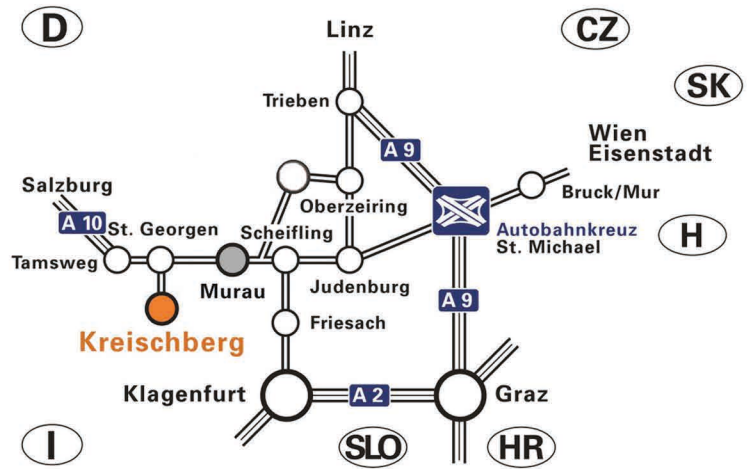 D
Linz
CZ
SK
Trieben
A 9
Wien
Eisenstadt
Bruck/Mur
Salzburg
A 10
St. Georgen
Oberzeiring
Scheifling
Autobahnkreuz
St. Michael
H
Tamsweg
Murau
Judenburg
A 9
Kreischberg
Friesach
Klagenfurt
A 2
Graz
I
SLO
HR